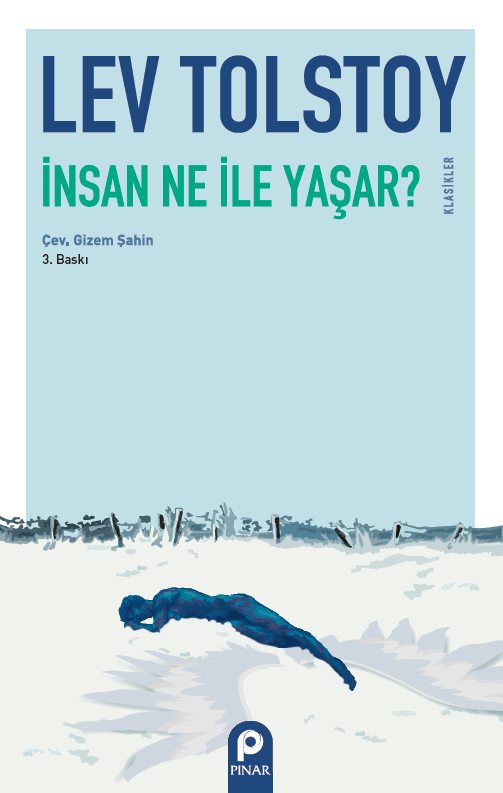 LEV TOLSTOY
İNSAN NE İLE YAŞAR?
KLASİKLER
Çev. Gizem Şahin
3. Baskı
PINAR